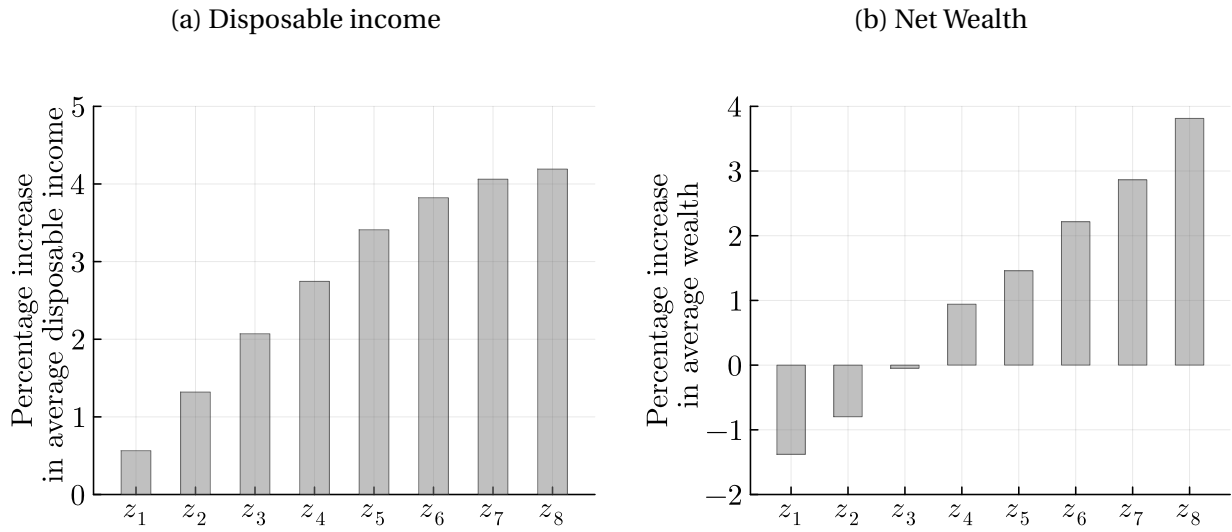 (a) Disposable income
Percentage increase
in average disposable income
5
4
3
2
1
0
z₁ z₂ z₃ z₄ z₅ z₆ z₇ z₈
(b) Net Wealth
Percentage increase
in average wealth
4
3
2
1
0
−1
−2
z₁ z₂ z₃ z₄ z₅ z₆ z₇ z₈